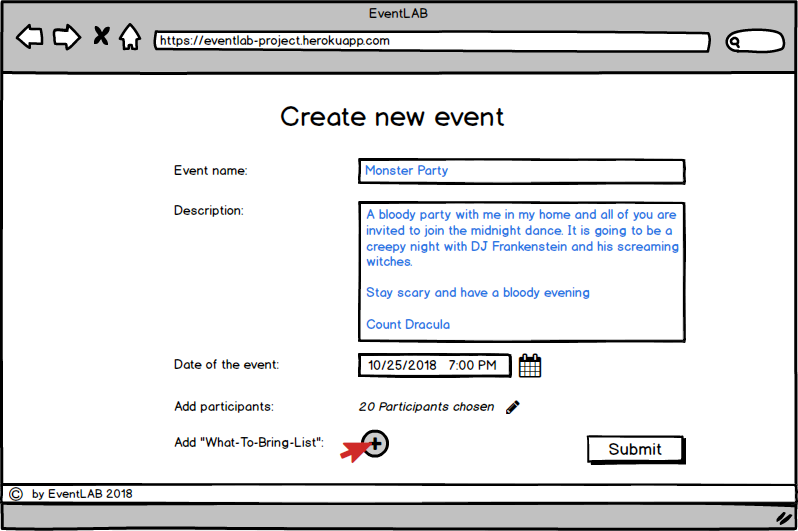 EventLAB
https://eventlab-project.herokuapp.com
Create new event
Event name:
Monster Party
Description:
A bloody party with me in my home and all of you are
invited to join the midnight dance. It is going to be a
creepy night with DJ Frankenstein and his screaming
witches.
Stay scary and have a bloody evening
Count Dracula
Date of the event:
10/25/2018 7:00 PM
Add participants:
20 Participants chosen
Add "What-To-Bring-List":
Submit
© by EventLAB 2018